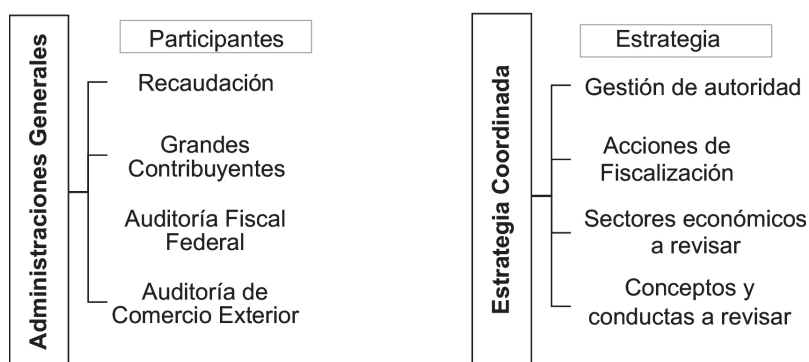 Administraciones Generales
Participantes
Recaudación
Grandes
Contribuyentes
Auditoría Fiscal
Federal
Auditoría de
Comercio Exterior
Estrategia Coordinada
Estrategia
Gestión de autoridad
Acciones de
Fiscalización
Sectores económicos
a revisar
Conceptos y
conductas a revisar